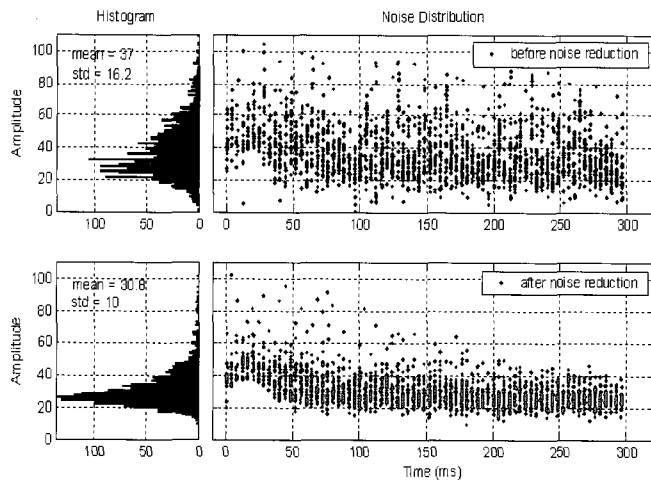 Histogram
Noise Distribution
100
80
60
40
20
0
Amplitude
mean = 37
std = 16.2
before noise reduction
100
50
0
0
50
100
150
200
250
300
100
80
60
40
20
0
Amplitude
mean = 30.8
std = 10
after noise reduction
100
50
0
0
50
100
150
200
250
300
Time (ms)